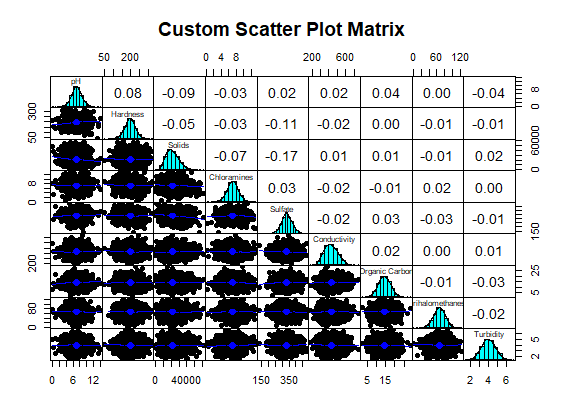 Custom Scatter Plot Matrix
50 200
0 4 8
200 600
0 60 120
pH
0.08 -0.09 -0.03 0.02 0.02 0.04 0.00 -0.04
0 8
50 300
Hardness
-0.05 -0.03 -0.11 -0.02 0.00 -0.01 -0.01
Solids
-0.07 -0.17 0.01 0.01 -0.01 0.02
0 60000
0 8
Chloramines
0.03 -0.02 -0.01 0.02 0.00
Sulfate
-0.02 0.03 -0.03 -0.01
150
200
Conductivity
0.02 0.00 0.01
Organic Carbon
-0.01 -0.03
5 25
0 80
rihalomethane
-0.02
Turbidity
2 5
0 6 12
0 40000
150 350
5 15
2 4 6